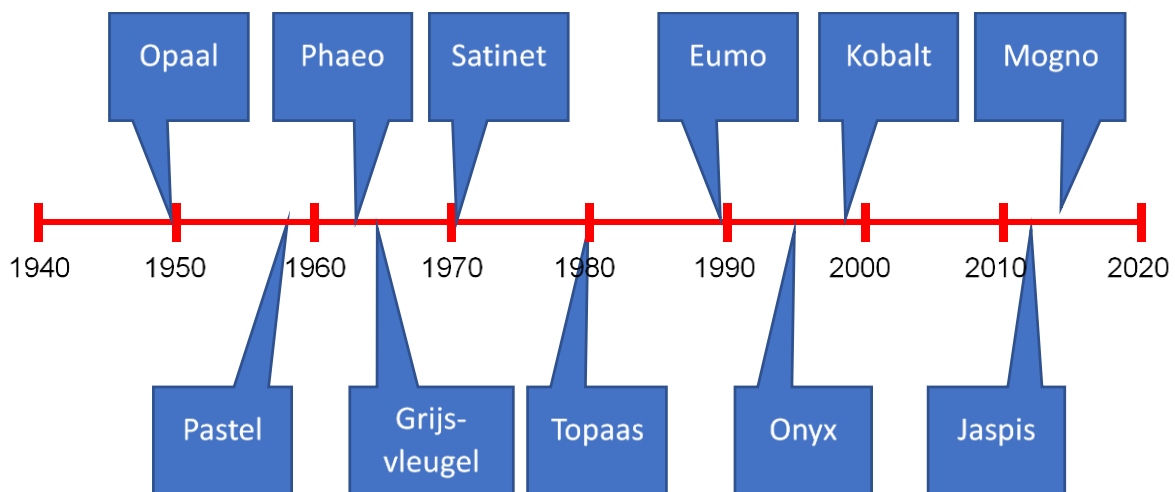 Opaal
Phaeo
Satinet
Eumo
Kobalt
Mogno
1940
1950
1960
1970
1980
1990
2000
2010
2020
Pastel
Grijs-
vleugel
Topaas
Onyx
Jaspis